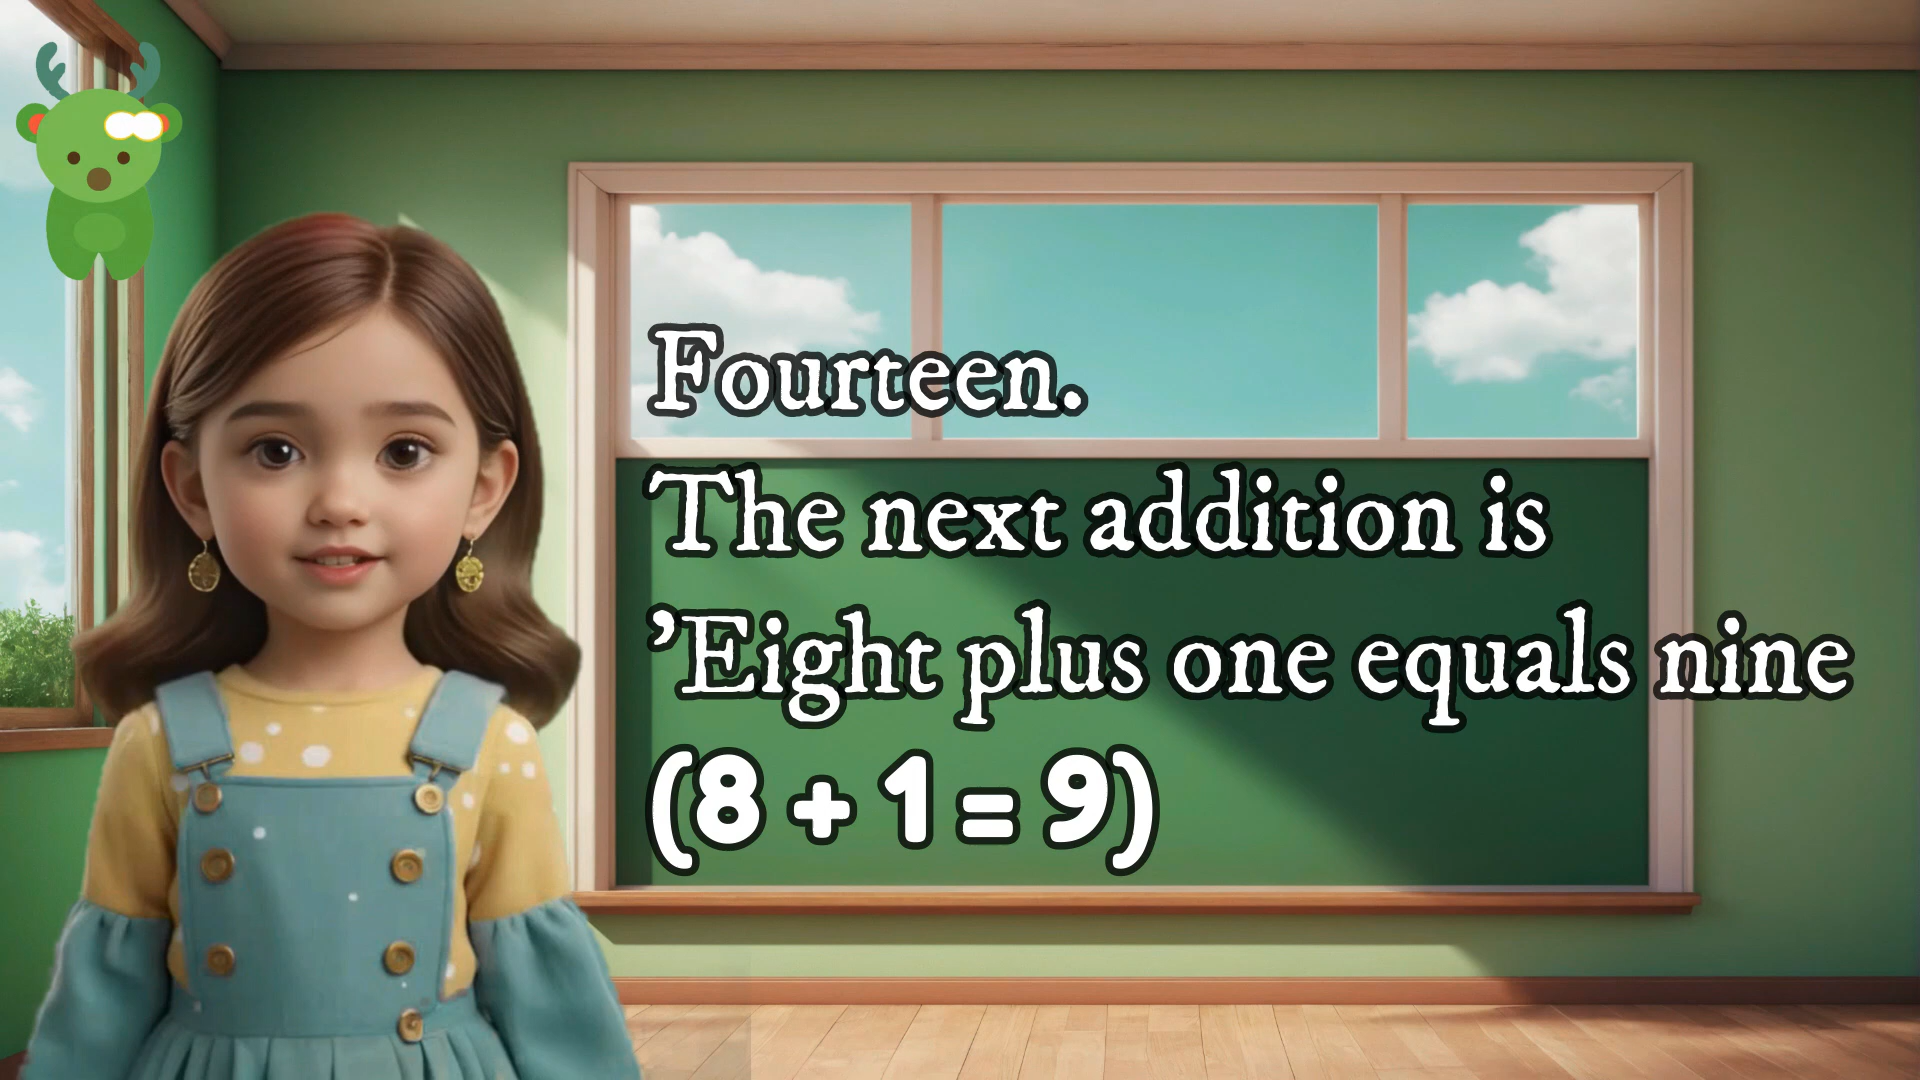 Fourteen.
The next addition is
’Eight plus one equals nine
(8 + 1 = 9)